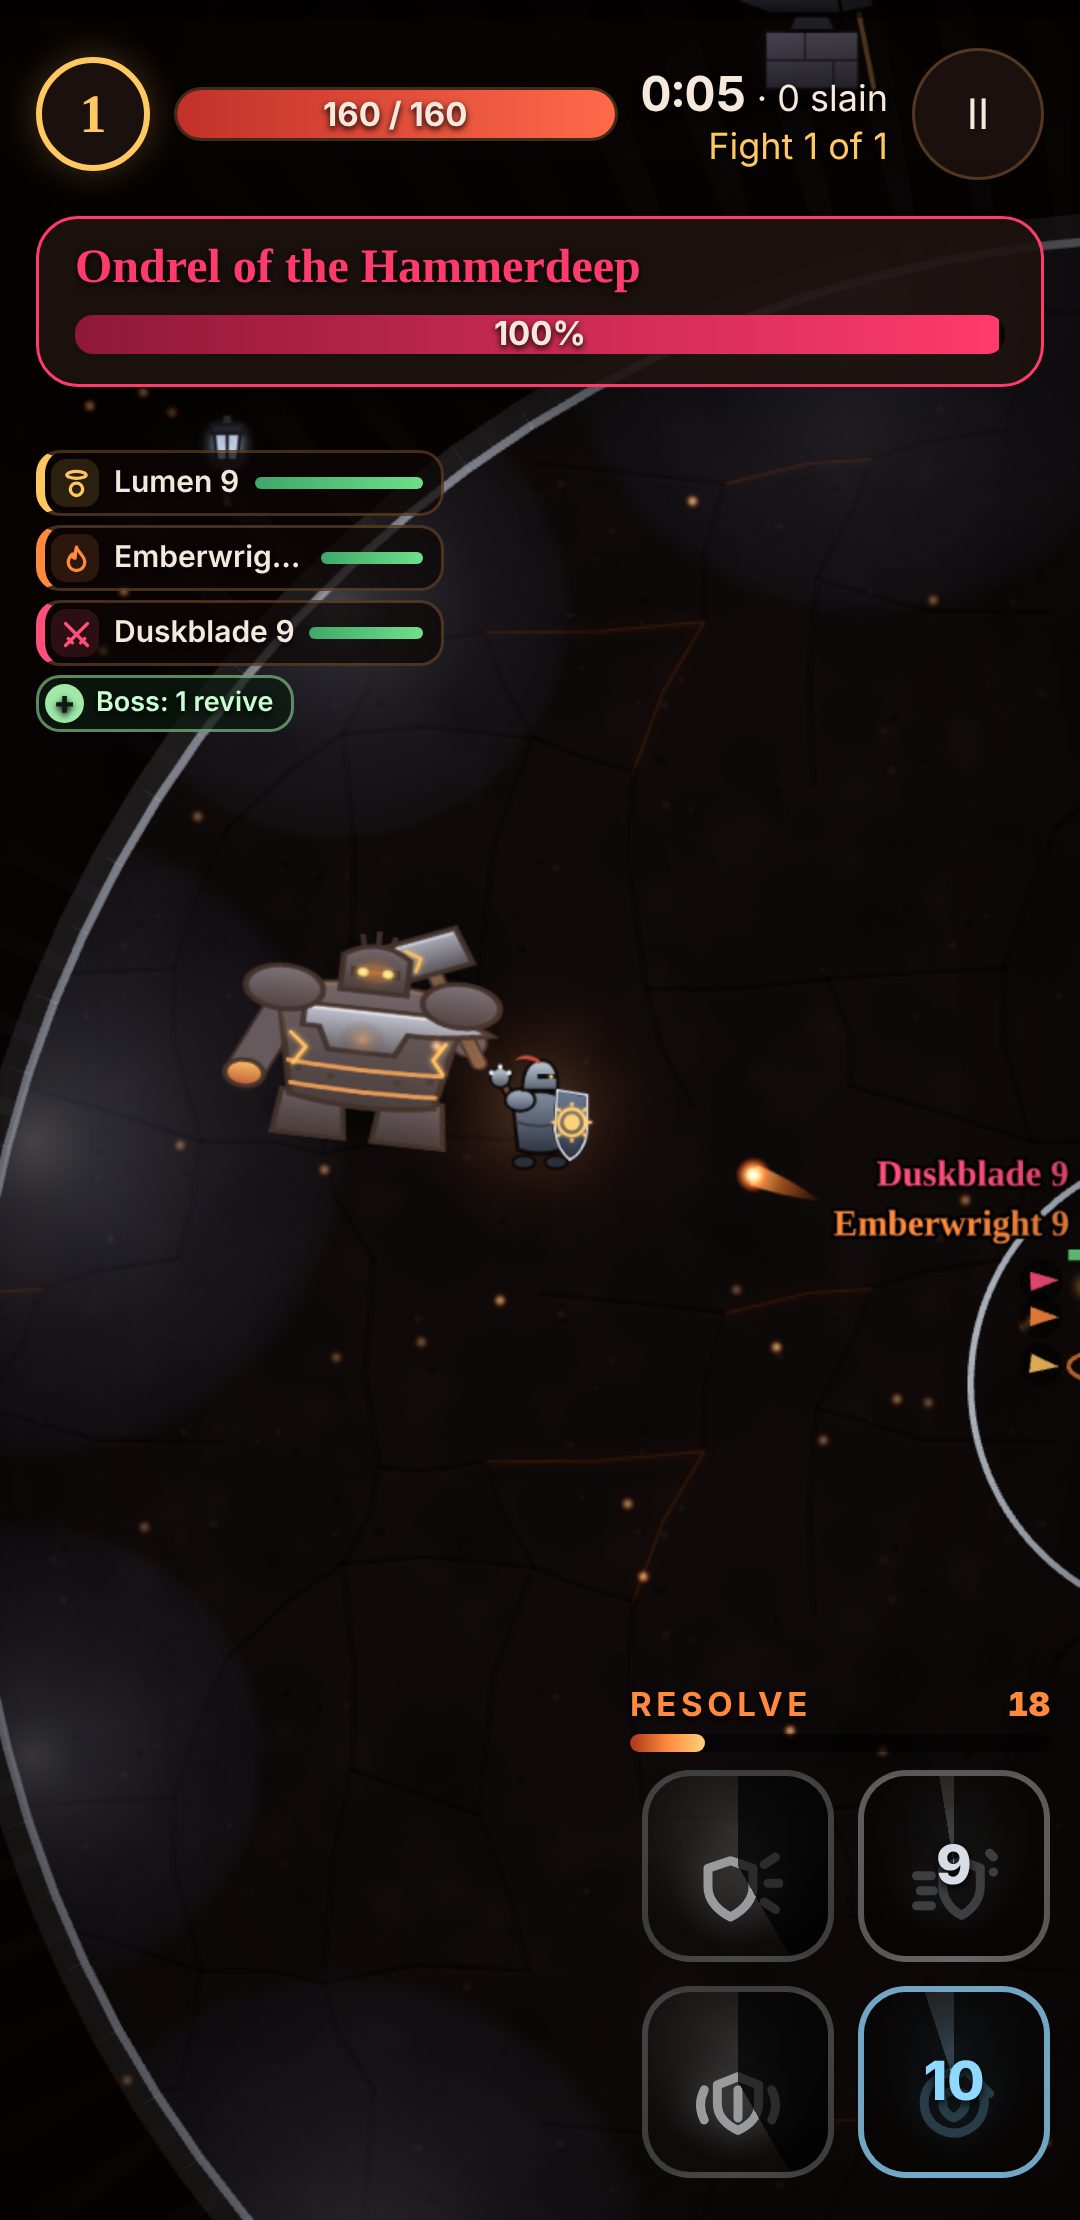 1
160 / 160
0:05 · 0 slain
Fight 1 of 1
Ondrel of the Hammerdeep
100%
Lumen 9
Emberwrig...
Duskblade 9
Boss: 1 revive
Duskblade 9
Emberwright 9
RESOLVE 18
9
10